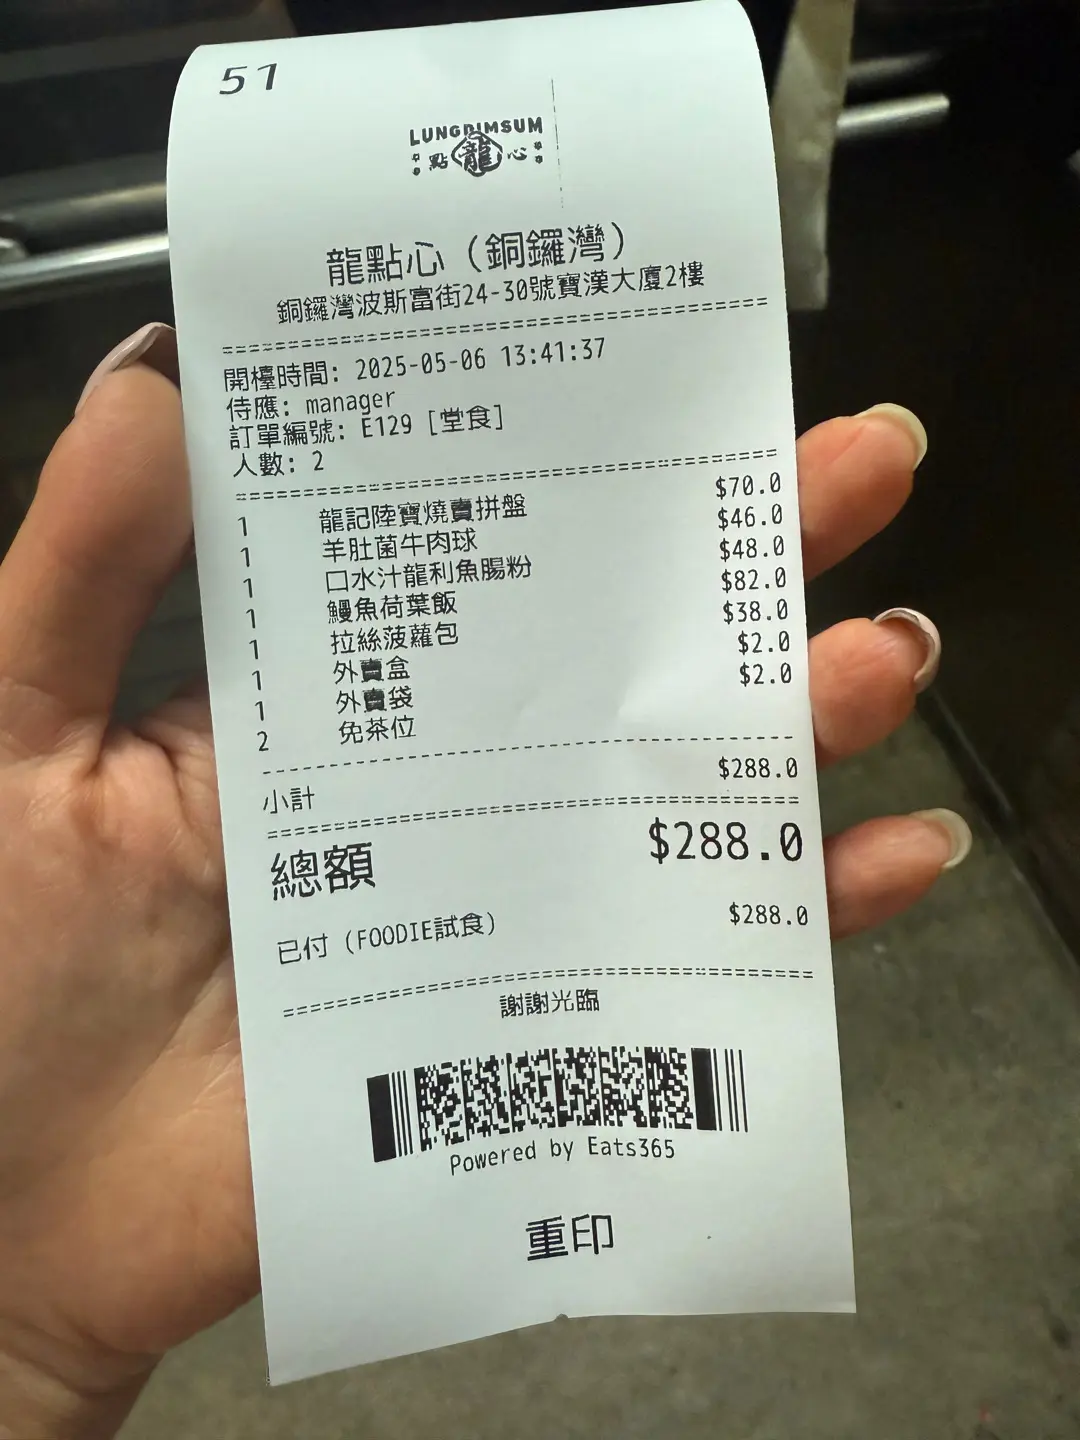 51
LUNGDIMSUM
點 龍 心
龍點心 (銅鑼灣)
銅鑼灣波斯富街24-30號寶漢大廈2樓
開檯時間: 2025-05-06 13:41:37
侍應: manager
訂單編號: E129 [堂食]
人數: 2
1 龍記陸寶燒賣拼盤 $70.0
1 羊肚菌牛肉球 $46.0
1 口水汁龍利魚腸粉 $48.0
1 鰻魚荷葉飯 $82.0
1 拉絲菠蘿包 $38.0
1 外賣盒 $2.0
1 外賣袋 $2.0
2 免茶位
小計 $288.0
總額 $288.0
已付 (FOODIE試食) $288.0
謝謝光臨
Powered by Eats365
重印